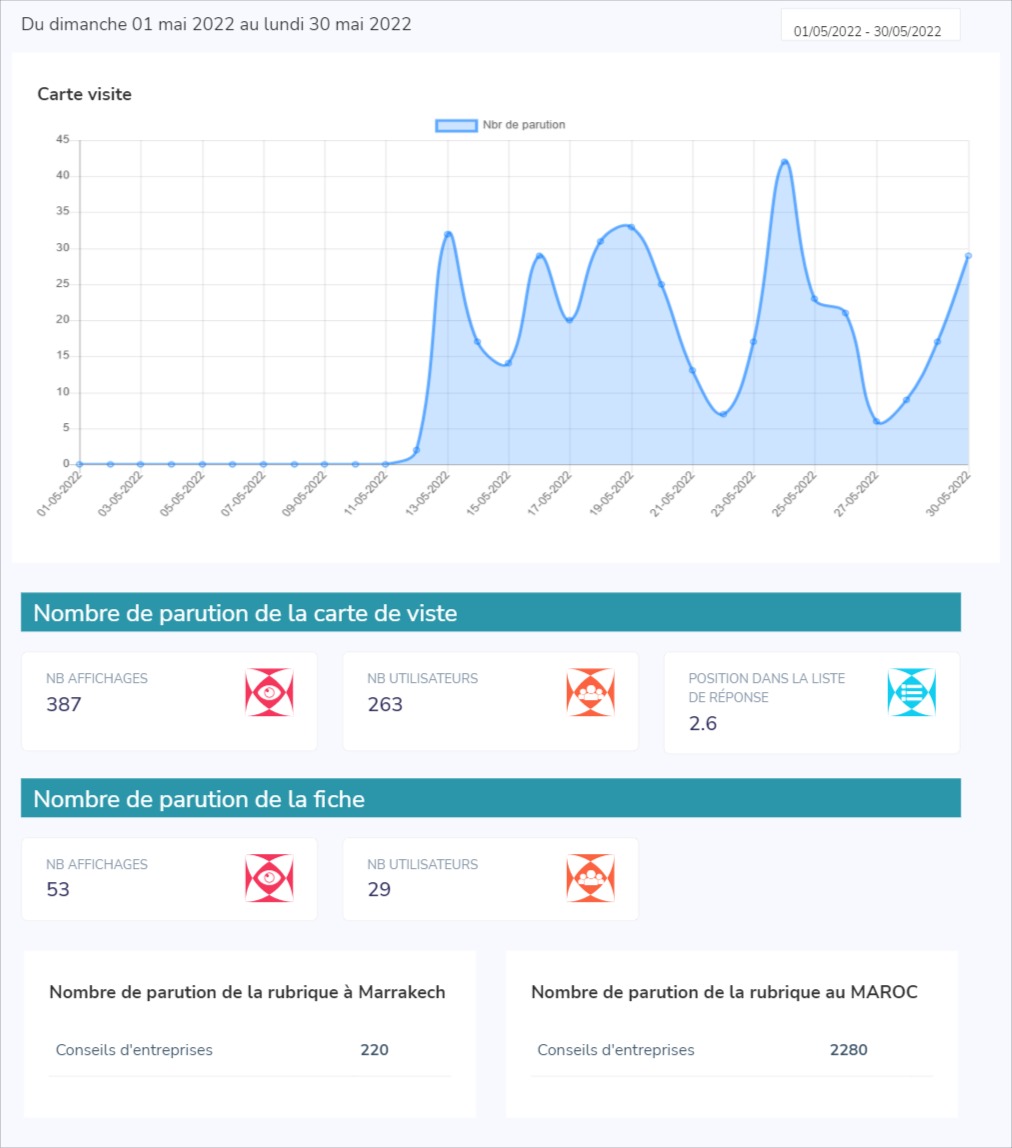 Du dimanche 01 mai 2022 au lundi 30 mai 2022
01/05/2022 - 30/05/2022
Carte visite
Nbr de parution
45
40
35
30
25
20
15
10
5
0
01-05-2022
03-05-2022
05-05-2022
07-05-2022
09-05-2022
11-05-2022
13-05-2022
15-05-2022
17-05-2022
19-05-2022
21-05-2022
23-05-2022
25-05-2022
27-05-2022
30-05-2022
Nombre de parution de la carte de viste
NB AFFICHAGES
387
NB UTILISATEURS
263
POSITION DANS LA LISTE
DE RÉPONSE
2.6
Nombre de parution de la fiche
NB AFFICHAGES
53
NB UTILISATEURS
29
Nombre de parution de la rubrique à Marrakech
Conseils d'entreprises 220
Nombre de parution de la rubrique au MAROC
Conseils d'entreprises 2280